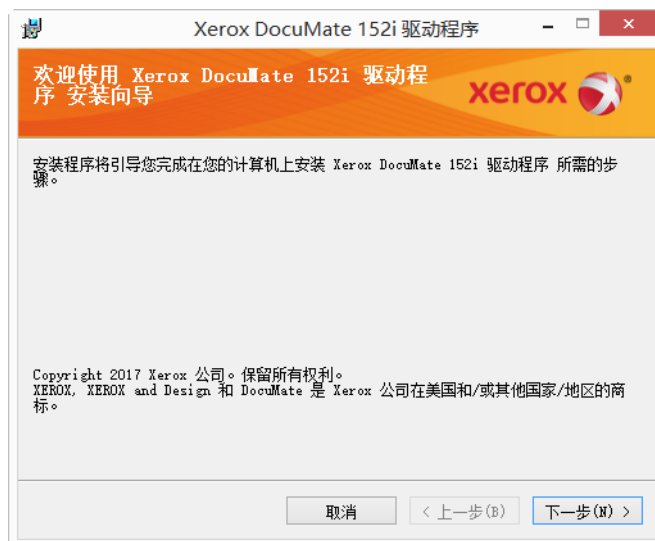 Xerox DocuMate 152i 驱动程序
欢迎使用 Xerox DocuMate 152i 驱动程
序 安装向导
xerox
安装程序将引导您完成在您的计算机上安装 Xerox DocuMate 152i 驱动程序 所需的步
骤。
Copyright 2017 Xerox 公司。保留所有权利。
XEROX, XEROX and Design 和 DocuMate 是 Xerox 公司在美国和/或其他国家/地区的商
标。
取消
< 上一步(B)
下一步(N) >